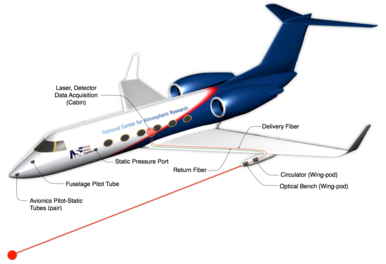 Laser, Detector
Data Acquisition
(Cabin)
National Center for Atmospheric Research
Delivery Fiber
Static Pressure Port
Return Fiber
Circulator (Wing-pod)
Optical Bench (Wing-pod)
Fuselage Pitot Tube
Avionics Pitot-Static
Tubes (pair)